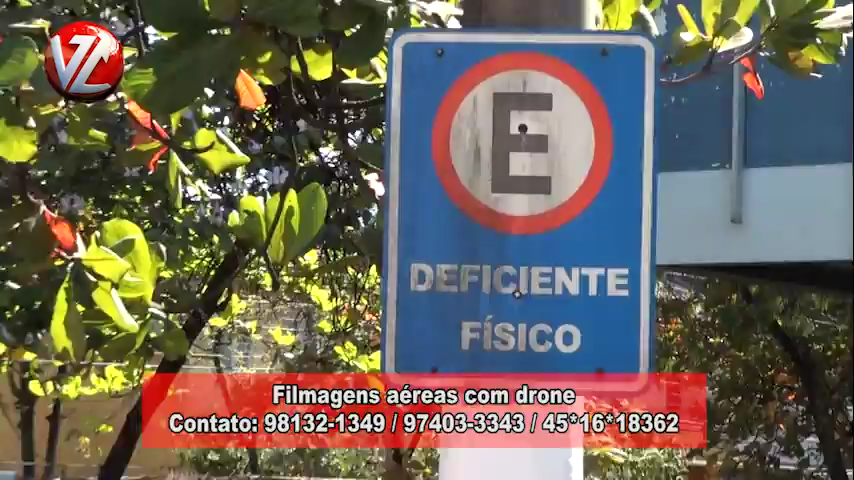 VZ
E
DEFICIENTE
FÍSICO
Filmagens aéreas com drone
Contato: 98132-1349 / 97403-3343 / 45*16*18362